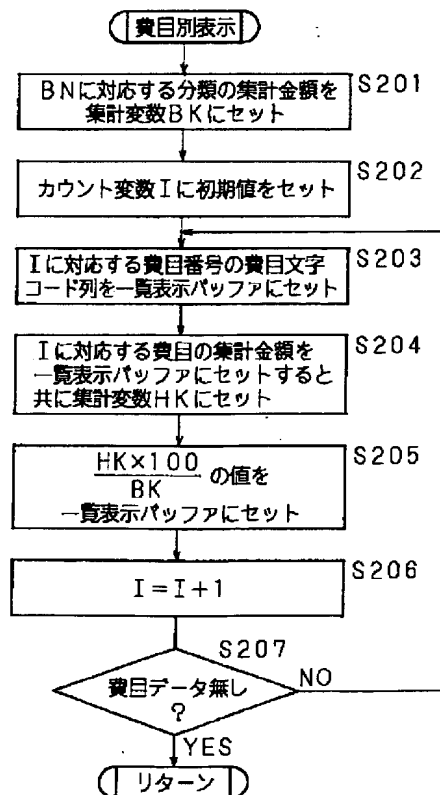 費目別表示
BNに対応する分類の集計金額を
集計変数BKにセット
S201
カウント変数Iに初期値をセット
S202
Iに対応する費目番号の費目文字
コード列を一覧表示バッファにセット
S203
Iに対応する費目の集計金額を
一覧表示バッファにセットすると
共に集計変数HKにセット
S204
HK×100
BK
の値を
一覧表示バッファにセット
S205
I=I+1
S206
S207
費目データ無し
?
NO
YES
リターン